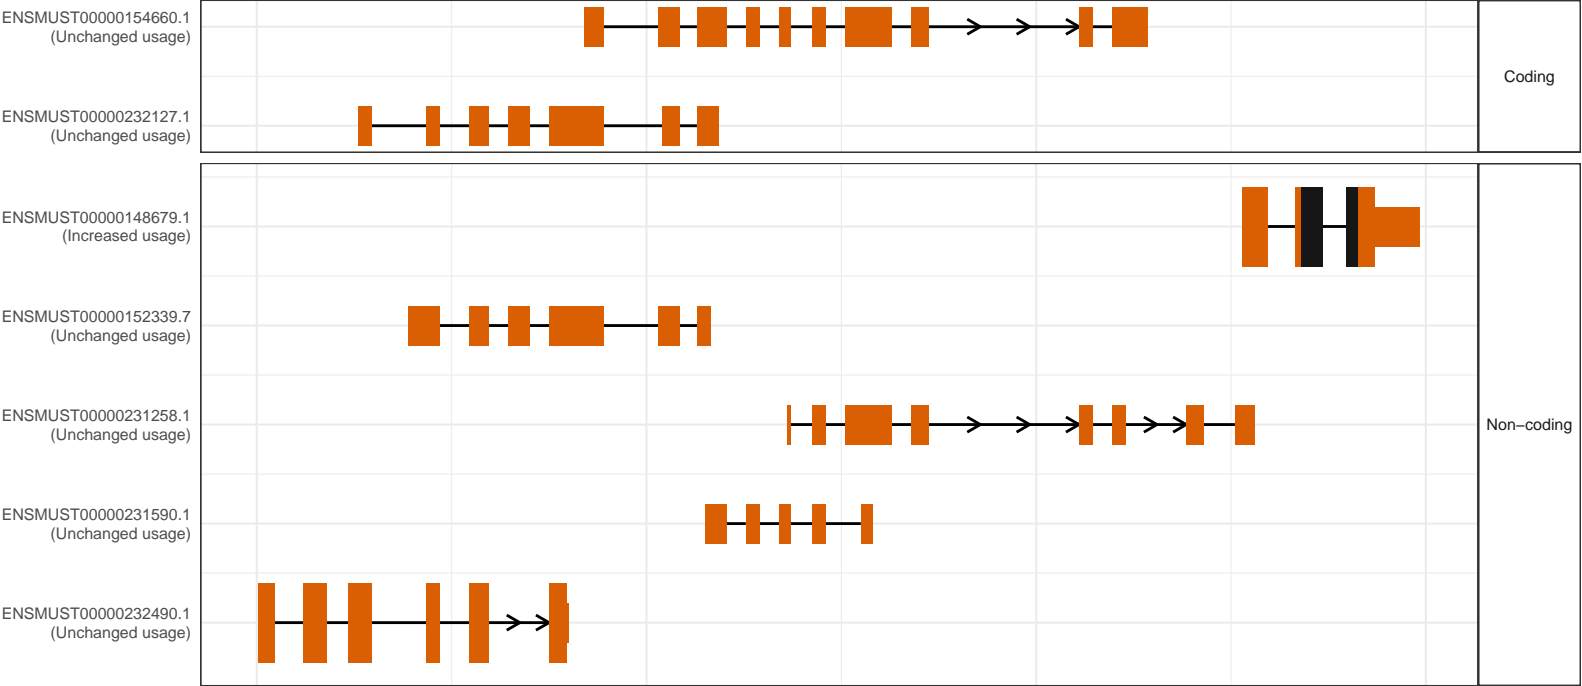 ENSMUST00000154660.1
(Unchanged usage)
ENSMUST00000232127.1
(Unchanged usage)
Coding
ENSMUST00000148679.1
(Increased usage)
ENSMUST00000152339.7
(Unchanged usage)
ENSMUST00000231258.1
(Unchanged usage)
ENSMUST00000231590.1
(Unchanged usage)
ENSMUST00000232490.1
(Unchanged usage)
Non−coding